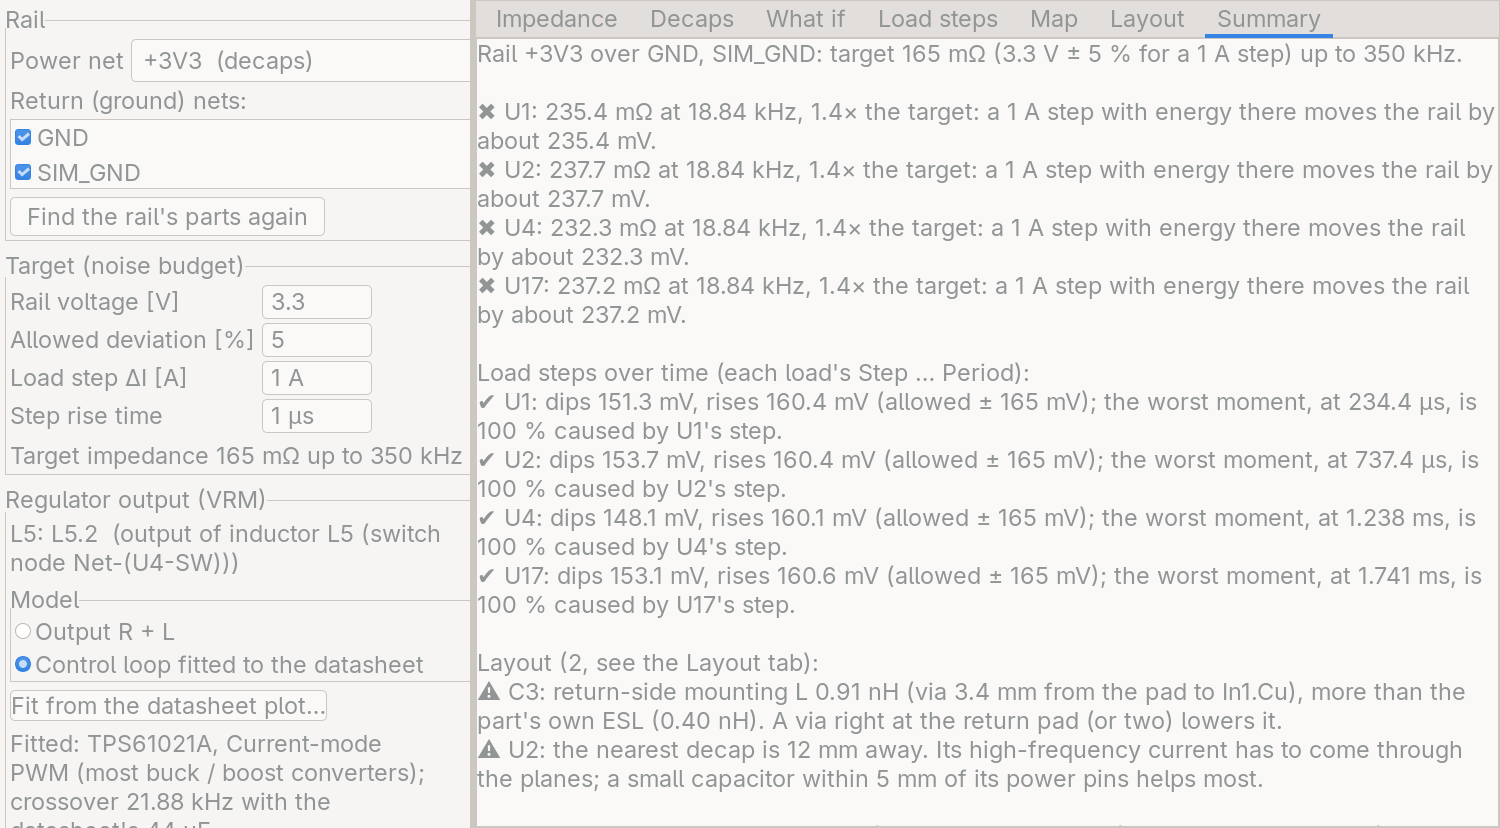 Rail
Power net +3V3 (decaps)
Return (ground) nets:
GND
SIM_GND
Find the rail's parts again
Target (noise budget)
Rail voltage [V] 3.3
Allowed deviation [%] 5
Load step ΔI [A] 1 A
Step rise time 1 µs
Target impedance 165 mΩ up to 350 kHz
Regulator output (VRM)
L5: L5.2 (output of inductor L5 (switch
node Net-(U4-SW)))
Model
Output R + L
Control loop fitted to the datasheet
Fit from the datasheet plot...
Fitted: TPS61021A, Current-mode
PWM (most buck / boost converters);
crossover 21.88 kHz with the
Impedance Decaps What if Load steps Map Layout Summary
Rail +3V3 over GND, SIM_GND: target 165 mΩ (3.3 V ± 5 % for a 1 A step) up to 350 kHz.
✖ U1: 235.4 mΩ at 18.84 kHz, 1.4× the target: a 1 A step with energy there moves the rail by
about 235.4 mV.
✖ U2: 237.7 mΩ at 18.84 kHz, 1.4× the target: a 1 A step with energy there moves the rail by
about 237.7 mV.
✖ U4: 232.3 mΩ at 18.84 kHz, 1.4× the target: a 1 A step with energy there moves the rail
by about 232.3 mV.
✖ U17: 237.2 mΩ at 18.84 kHz, 1.4× the target: a 1 A step with energy there moves the rail
by about 237.2 mV.
Load steps over time (each load's Step ... Period):
✔ U1: dips 151.3 mV, rises 160.4 mV (allowed ± 165 mV); the worst moment, at 234.4 µs, is
100 % caused by U1's step.
✔ U2: dips 153.7 mV, rises 160.4 mV (allowed ± 165 mV); the worst moment, at 737.4 µs, is
100 % caused by U2's step.
✔ U4: dips 148.1 mV, rises 160.1 mV (allowed ± 165 mV); the worst moment, at 1.238 ms, is
100 % caused by U4's step.
✔ U17: dips 153.1 mV, rises 160.6 mV (allowed ± 165 mV); the worst moment, at 1.741 ms, is
100 % caused by U17's step.
Layout (2, see the Layout tab):
⚠ C3: return-side mounting L 0.91 nH (via 3.4 mm from the pad to In1.Cu), more than the
part's own ESL (0.40 nH). A via right at the return pad (or two) lowers it.
⚠ U2: the nearest decap is 12 mm away. Its high-frequency current has to come through
the planes; a small capacitor within 5 mm of its power pins helps most.